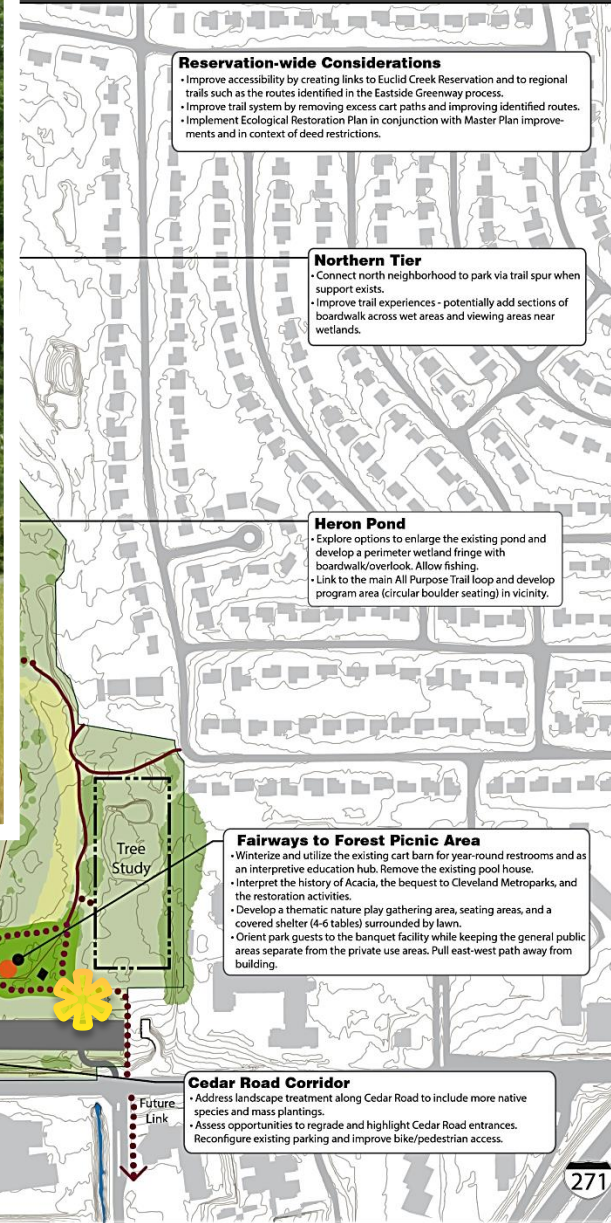 Reservation-wide Considerations
• Improve accessibility by creating links to Euclid Creek Reservation and to regional
trails such as the routes identified in the Eastside Greenway process.
• Improve trail system by removing excess cart paths and improving identified routes.
• Implement Ecological Restoration Plan in conjunction with Master Plan improve-
ments and in context of deed restrictions.
Northern Tier
• Connect north neighborhood to park via trail spur when
support exists.
• Improve trail experiences - potentially add sections of
boardwalk across wet areas and viewing areas near
wetlands.
Heron Pond
• Explore options to enlarge the existing pond and
develop a perimeter wetland fringe with
boardwalk/overlook. Allow fishing.
• Link to the main All Purpose Trail loop and develop
program area (circular boulder seating) in vicinity.
Tree
Study
Fairways to Forest Picnic Area
• Winterize and utilize the existing cart barn for year-round restrooms and as
an interpretive education hub. Remove the existing pool house.
• Interpret the history of Acacia, the bequest to Cleveland Metroparks, and
the restoration activities.
• Develop a thematic nature play gathering area, seating areas, and a
covered shelter (4-6 tables) surrounded by lawn.
• Orient park guests to the banquet facility while keeping the general public
areas separate from the private use areas. Pull east-west path away from
building.
Cedar Road Corridor
• Address landscape treatment along Cedar Road to include more native
species and mass plantings.
• Assess opportunities to regrade and highlight Cedar Road entrances.
Reconfigure existing parking and improve bike/pedestrian access.
Future
Link
271